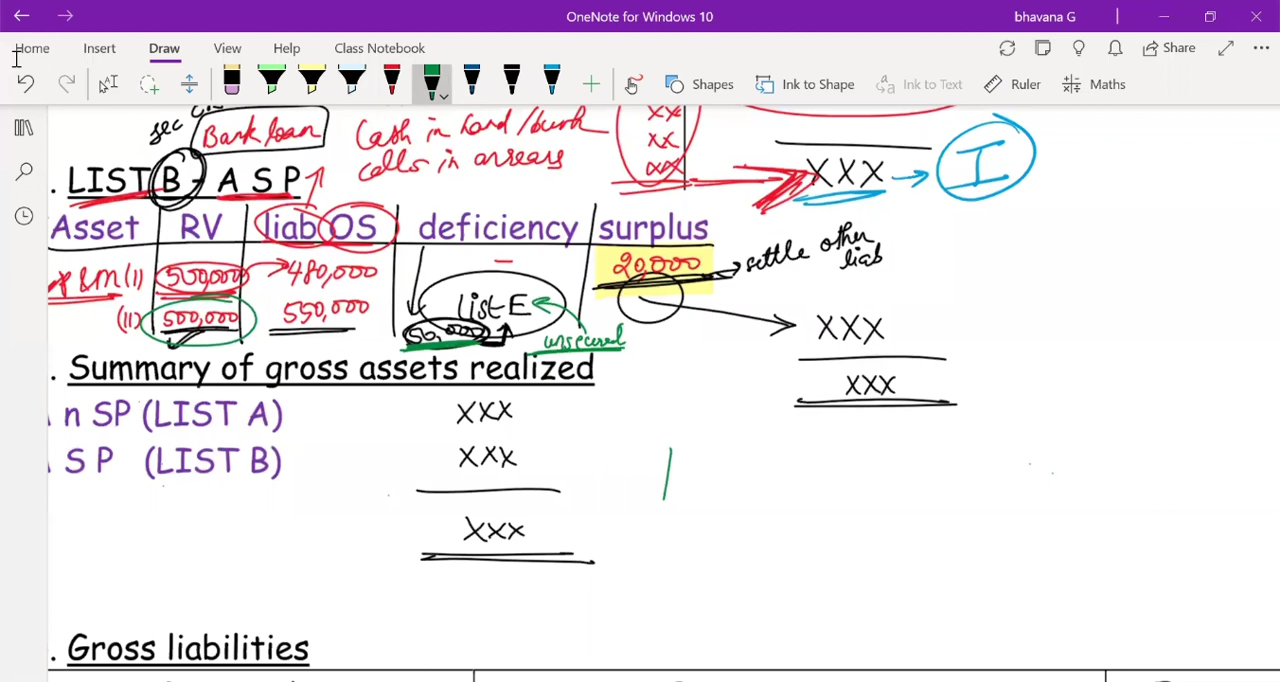 OneNote for Windows 10
bhavana G
Home Insert Draw View Help Class Notebook
Share
Shapes Ink to Shape Ink to Text Ruler Maths
sec
Bank loan
Cash in hand/bank
calls in arrears
XX
XX
XX
XXX → I
. LIST B - A S P
Asset RV liab OS deficiency surplus
& M (i) 500,000 480,000 - 20,000 settle other liab
(ii) 500,000 550,000 list E
50,000 unsecured
XXX
XXX
. Summary of gross assets realized
n SP (LIST A) XXX
S P (LIST B) XXX
XXX
. Gross liabilities